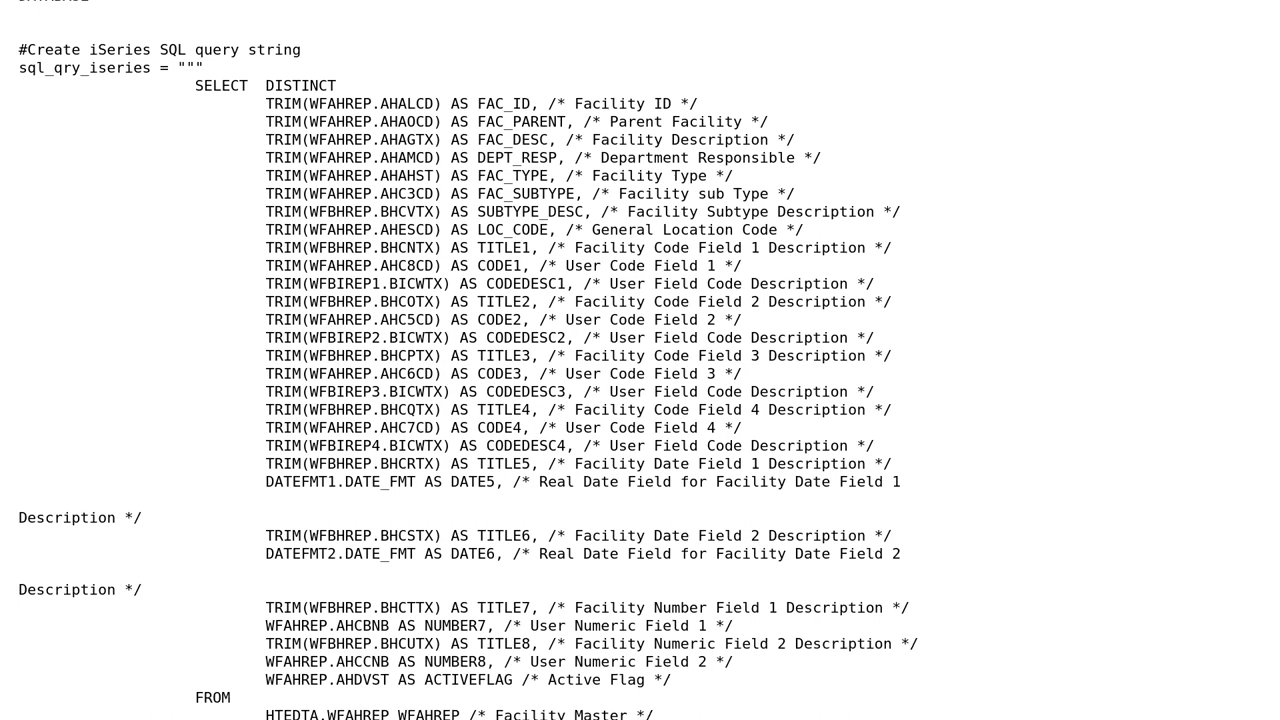 #Create iSeries SQL query string
sql_qry_iseries = """
SELECT  DISTINCT
TRIM(WFAHREP.AHALCD) AS FAC_ID, /* Facility ID */
TRIM(WFAHREP.AHAOCD) AS FAC_PARENT, /* Parent Facility */
TRIM(WFAHREP.AHAGTX) AS FAC_DESC, /* Facility Description */
TRIM(WFAHREP.AHAMCD) AS DEPT_RESP, /* Department Responsible */
TRIM(WFAHREP.AHAHST) AS FAC_TYPE, /* Facility Type */
TRIM(WFAHREP.AHC3CD) AS FAC_SUBTYPE, /* Facility sub Type */
TRIM(WFBHREP.BHCVTX) AS SUBTYPE_DESC, /* Facility Subtype Description */
TRIM(WFAHREP.AHESCD) AS LOC_CODE, /* General Location Code */
TRIM(WFBHREP.BHCNTX) AS TITLE1, /* Facility Code Field 1 Description */
TRIM(WFAHREP.AHC8CD) AS CODE1, /* User Code Field 1 */
TRIM(WFBIREP1.BICWTX) AS CODEDESC1, /* User Field Code Description */
TRIM(WFBHREP.BHCOTX) AS TITLE2, /* Facility Code Field 2 Description */
TRIM(WFAHREP.AHC5CD) AS CODE2, /* User Code Field 2 */
TRIM(WFBIREP2.BICWTX) AS CODEDESC2, /* User Field Code Description */
TRIM(WFBHREP.BHCPTX) AS TITLE3, /* Facility Code Field 3 Description */
TRIM(WFAHREP.AHC6CD) AS CODE3, /* User Code Field 3 */
TRIM(WFBIREP3.BICWTX) AS CODEDESC3, /* User Field Code Description */
TRIM(WFBHREP.BHCQTX) AS TITLE4, /* Facility Code Field 4 Description */
TRIM(WFAHREP.AHC7CD) AS CODE4, /* User Code Field 4 */
TRIM(WFBIREP4.BICWTX) AS CODEDESC4, /* User Field Code Description */
TRIM(WFBHREP.BHCRTX) AS TITLE5, /* Facility Date Field 1 Description */
DATEFMT1.DATE_FMT AS DATE5, /* Real Date Field for Facility Date Field 1
Description */
TRIM(WFBHREP.BHCSTX) AS TITLE6, /* Facility Date Field 2 Description */
DATEFMT2.DATE_FMT AS DATE6, /* Real Date Field for Facility Date Field 2
Description */
TRIM(WFBHREP.BHCTTX) AS TITLE7, /* Facility Number Field 1 Description */
WFAHREP.AHCBNB AS NUMBER7, /* User Numeric Field 1 */
TRIM(WFBHREP.BHCUTX) AS TITLE8, /* Facility Numeric Field 2 Description */
WFAHREP.AHCCNB AS NUMBER8, /* User Numeric Field 2 */
WFAHREP.AHDVST AS ACTIVEFLAG /* Active Flag */
FROM
HTEDTA.WFAHREP WFAHREP /* Facility Master */